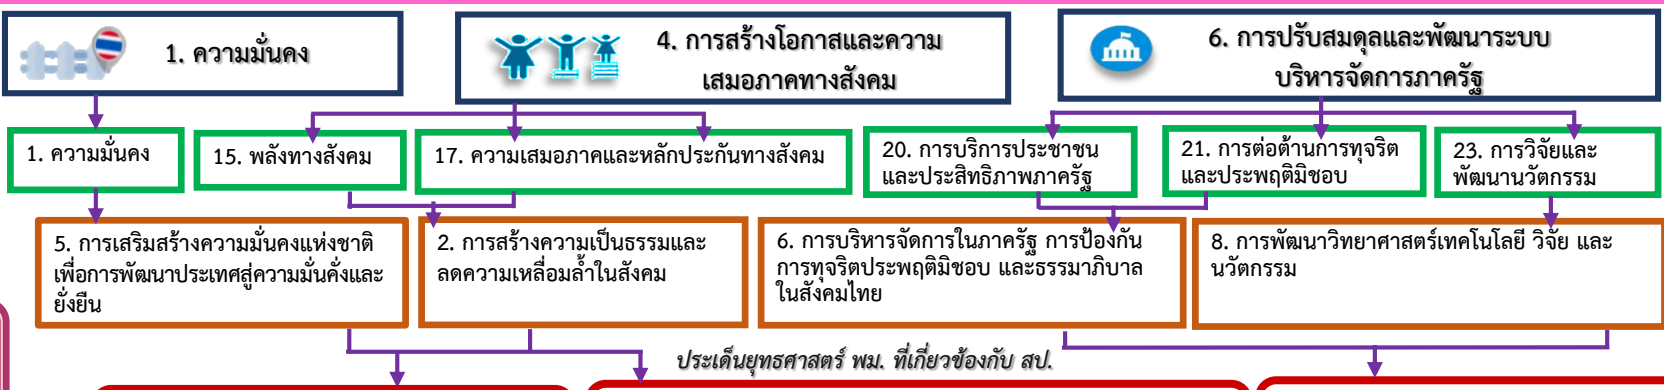 1. ความมั่นคง
4. การสร้างโอกาสและความ
เสมอภาคทางสังคม
6. การปรับสมดุลและพัฒนาระบบ
บริหารจัดการภาครัฐ
1. ความมั่นคง
15. พลังทางสังคม
17. ความเสมอภาคและหลักประกันทางสังคม
20. การบริการประชาชน
และประสิทธิภาพภาครัฐ
21. การต่อต้านการทุจริต
และประพฤติมิชอบ
23. การวิจัยและ
พัฒนานวัตกรรม
5. การเสริมสร้างความมั่นคงแห่งชาติ
เพื่อการพัฒนาประเทศสู่ความมั่นคั่งและ
ยั่งยืน
2. การสร้างความเป็นธรรมและ
ลดความเหลื่อมล้ำในสังคม
6. การบริหารจัดการในภาครัฐ การป้องกัน
การทุจริตประพฤติมิชอบ และธรรมาภิบาล
ในสังคมไทย
8. การพัฒนาวิทยาศาสตร์เทคโนโลยี วิจัย และ
นวัตกรรม
ประเด็นยุทธศาสตร์ พม. ที่เกี่ยวข้องกับ สป.